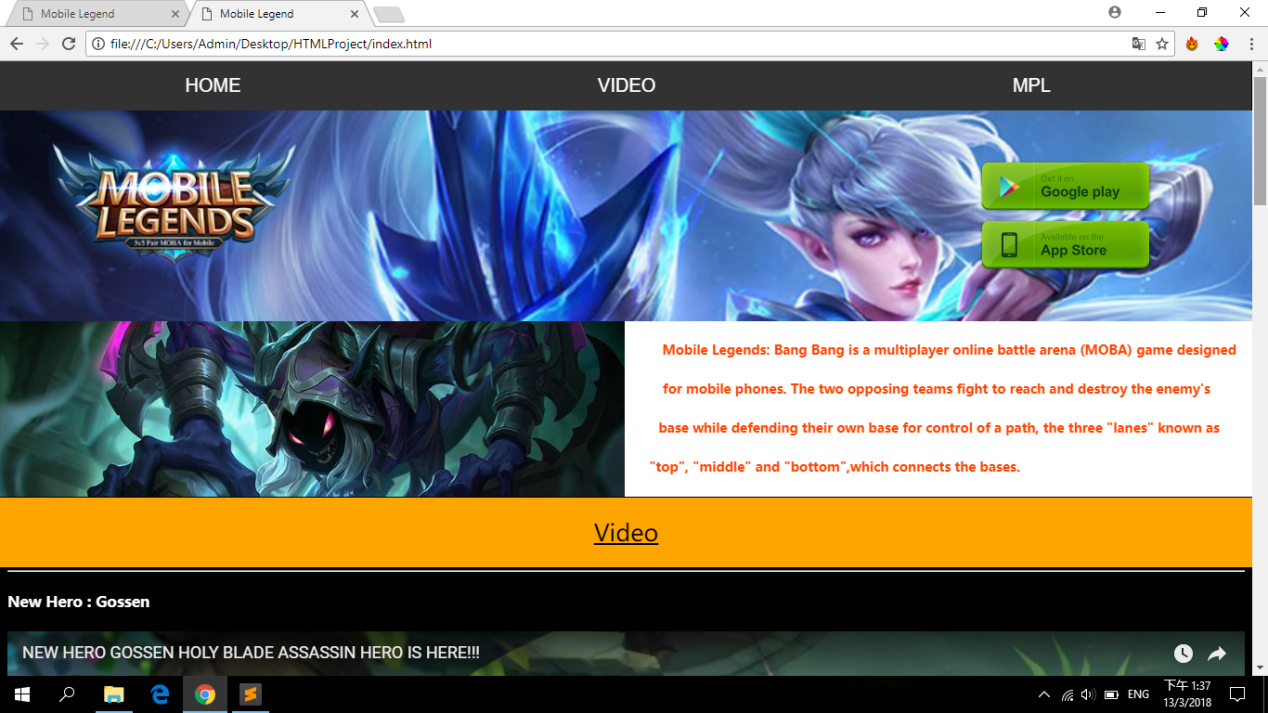 Mobile Legend
Mobile Legend
file:///C:/Users/Admin/Desktop/HTMLProject/index.html
HOME VIDEO MPL
MOBILE
LEGENDS
5v5 Fair MOBA for Mobile
Get it on
Google play
Available on the
App Store
Mobile Legends: Bang Bang is a multiplayer online battle arena (MOBA) game designed
for mobile phones. The two opposing teams fight to reach and destroy the enemy's
base while defending their own base for control of a path, the three "lanes" known as
"top", "middle" and "bottom",which connects the bases.
Video
New Hero : Gossen
NEW HERO GOSSEN HOLY BLADE ASSASSIN HERO IS HERE!!!
ENG
下午 1:37
13/3/2018